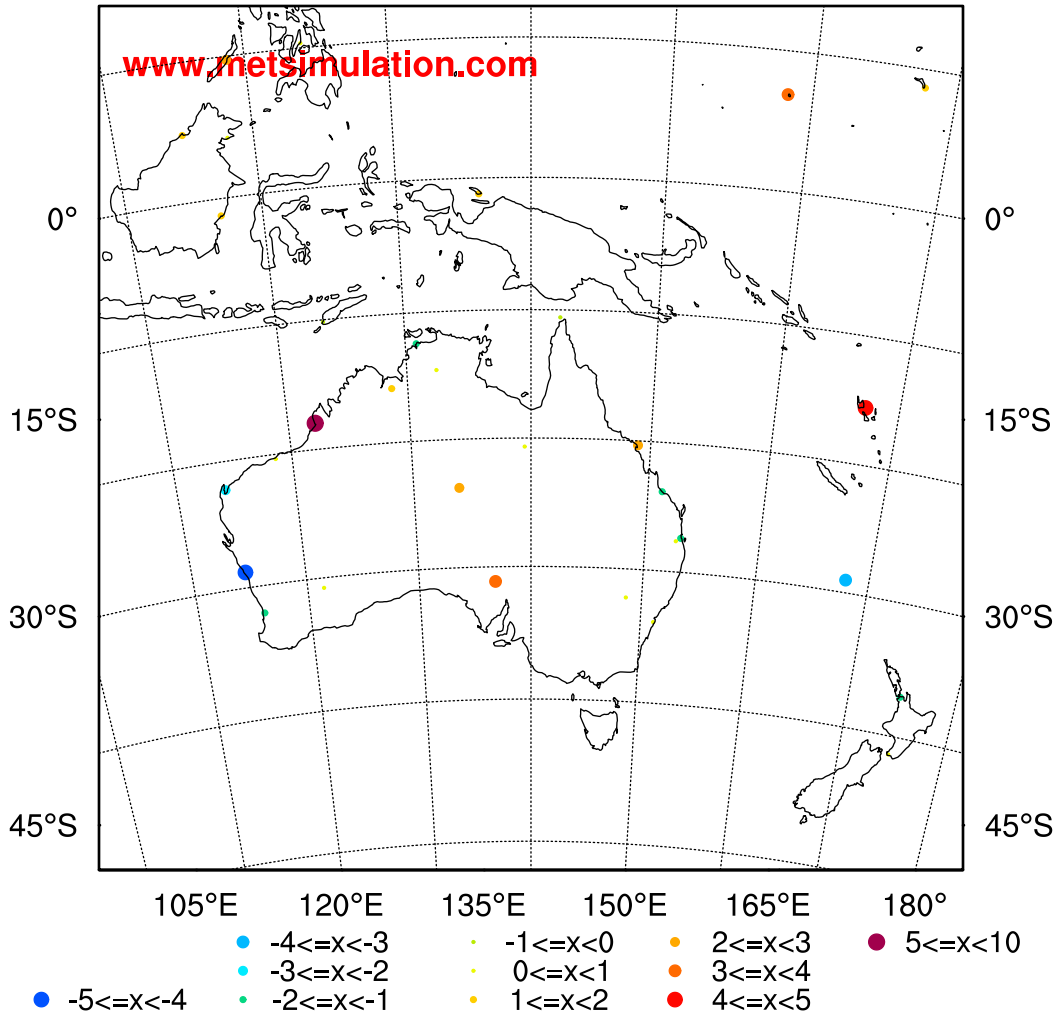 www.metsimulation.com
0° 0°
15°S 15°S
30°S 30°S
45°S 45°S
105°E 120°E 135°E 150°E 165°E 180°
-4<=x<-3 -1<=x<0 2<=x<3 5<=x<10
-3<=x<-2 0<=x<1 3<=x<4
-5<=x<-4 -2<=x<-1 1<=x<2 4<=x<5